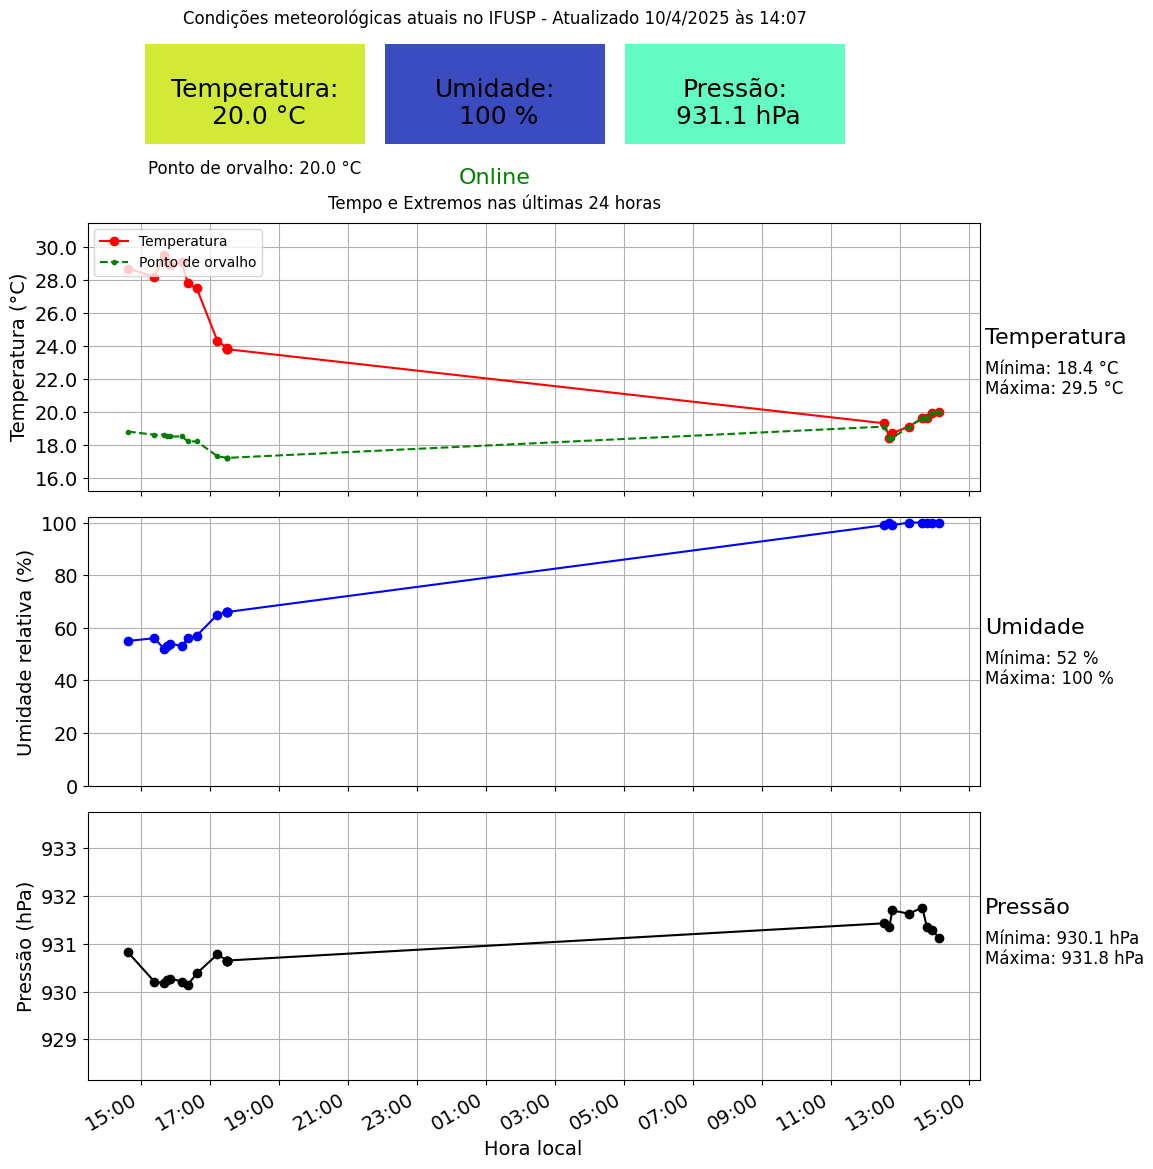 Condições meteorológicas atuais no IFUSP - Atualizado 10/4/2025 às 14:07
Temperatura:
20.0 °C
Umidade:
100 %
Pressão:
931.1 hPa
Ponto de orvalho: 20.0 °C
Online
Tempo e Extremos nas últimas 24 horas
Temperatura
Ponto de orvalho
Temperatura (°C)
30.0
28.0
26.0
24.0
22.0
20.0
18.0
16.0
Temperatura
Mínima: 18.4 °C
Máxima: 29.5 °C
Umidade relativa (%)
100
80
60
40
20
0
Umidade
Mínima: 52 %
Máxima: 100 %
Pressão (hPa)
933
932
931
930
929
Pressão
Mínima: 930.1 hPa
Máxima: 931.8 hPa
15:00
17:00
19:00
21:00
23:00
01:00
03:00
05:00
07:00
09:00
11:00
13:00
15:00
Hora local